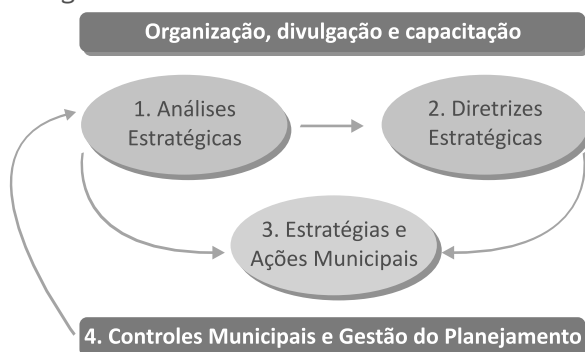 Organização, divulgação e capacitação
1. Análises
Estratégicas
2. Diretrizes
Estratégicas
3. Estratégias e
Ações Municipais
4. Controles Municipais e Gestão do Planejamento